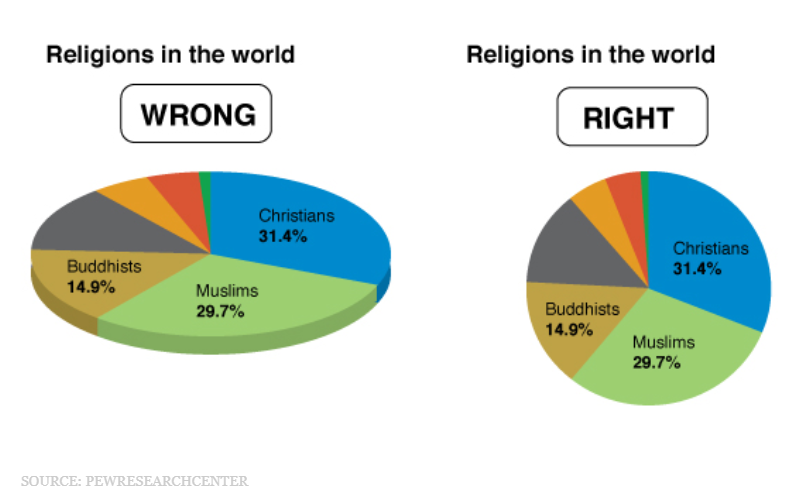 Religions in the world
WRONG
Christians
31.4%
Buddhists
14.9%
Muslims
29.7%
Religions in the world
RIGHT
Christians
31.4%
Buddhists
14.9%
Muslims
29.7%
SOURCE: PEWRESEARCHCENTER